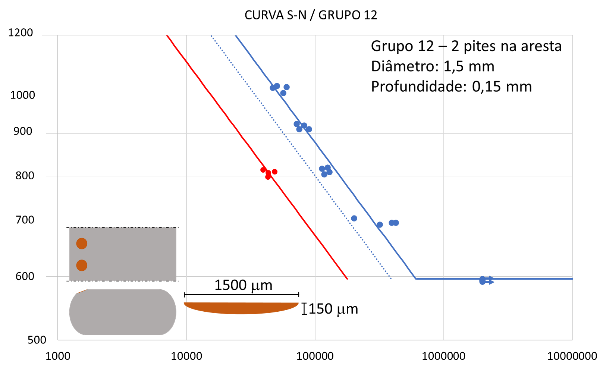 CURVA S-N / GRUPO 12
1200
Grupo 12 – 2 pites na aresta
Diâmetro: 1,5 mm
Profundidade: 0,15 mm
1000
900
800
700
600
1500 μm
150 μm
500
1000
10000
100000
1000000
10000000